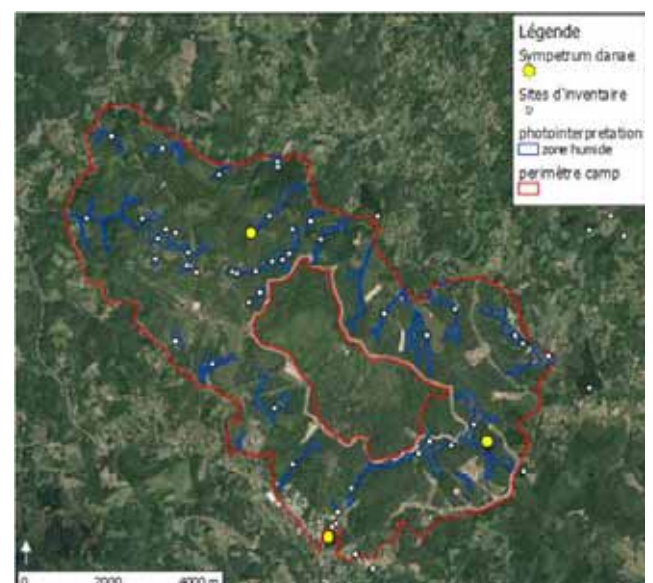 Légende
Sympetrum danae
Sites d'inventaire
photointerpretation
zone humide
perimètre camp
0 2000 4000 m